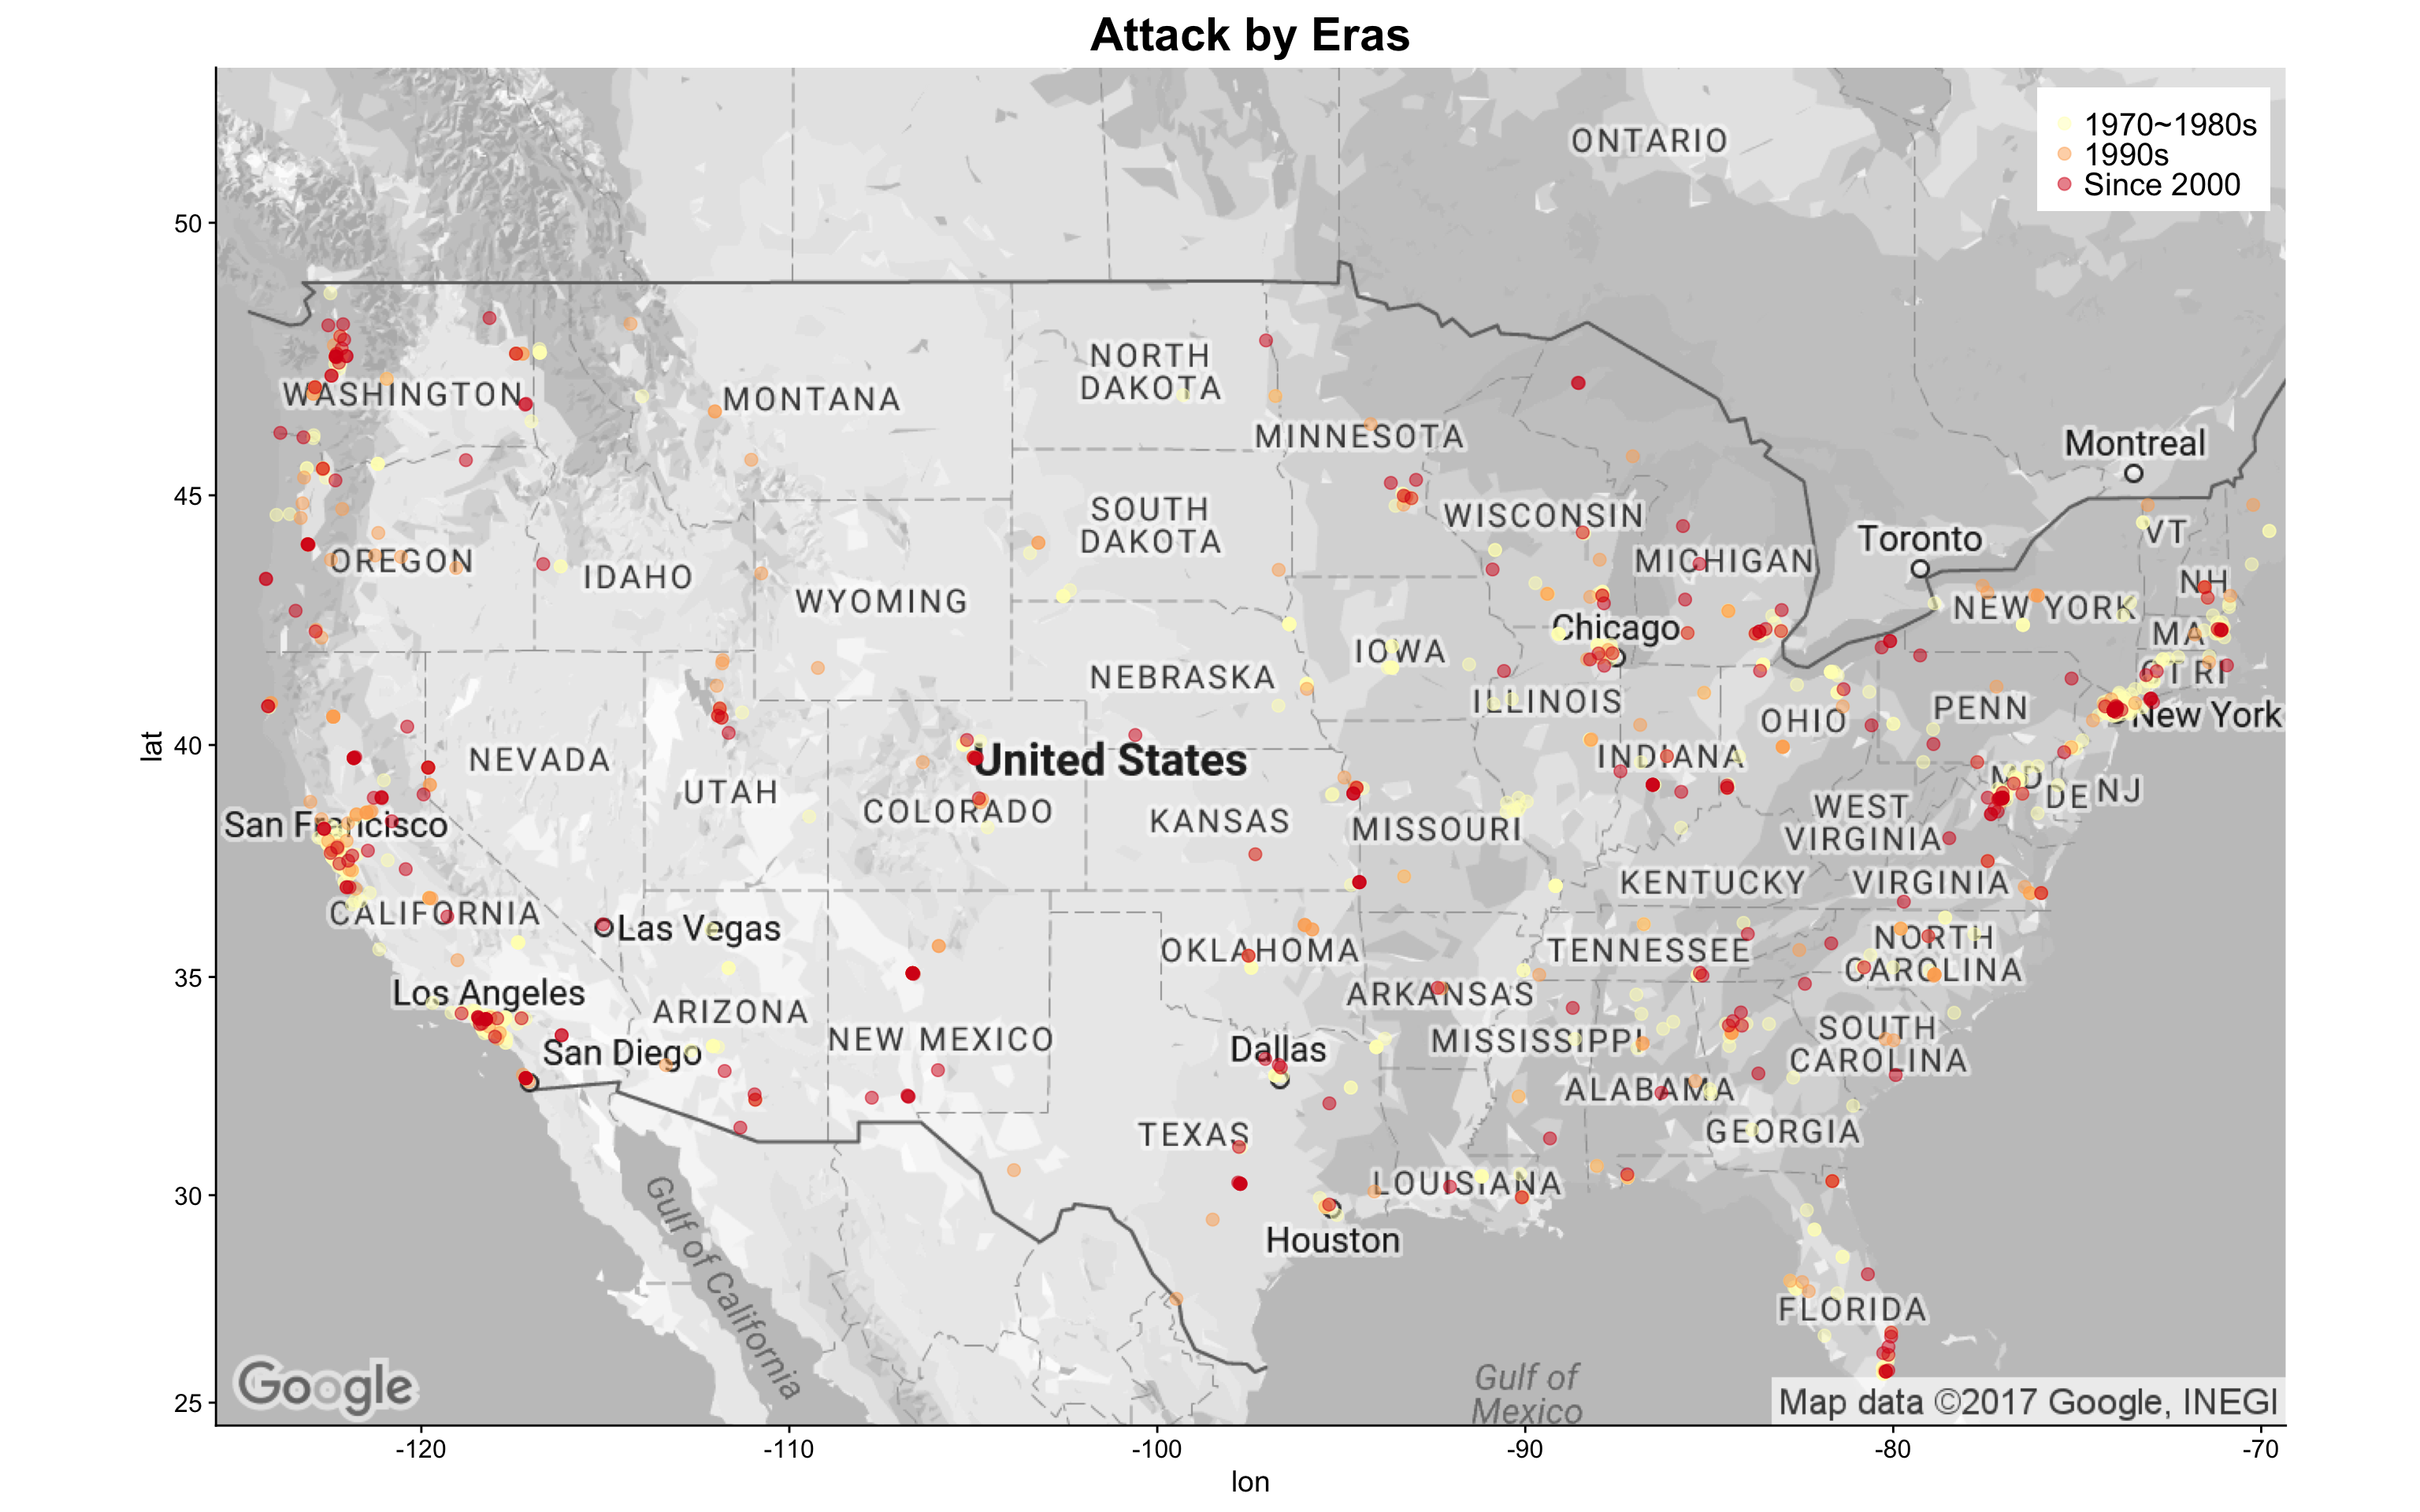 Attack by Eras
1970~1980s
1990s
Since 2000
ONTARIO
50
NORTH
DAKOTA
WASHINGTON
MONTANA
MINNESOTA
Montreal
45
SOUTH
DAKOTA
WISCONSIN
VT
Toronto
OREGON
MICHIGAN
IDAHO
NH
WYOMING
NEW YORK
Chicago
MA
IOWA
CT RI
NEBRASKA
ILLINOIS
PENN
New York
OHIO
lat
40
NEVADA
United States
INDIANA
MD
UTAH
DE
NJ
COLORADO
WEST
VIRGINIA
San Francisco
KANSAS
MISSOURI
KENTUCKY
VIRGINIA
CALIFORNIA
Las Vegas
OKLAHOMA
TENNESSEE
NORTH
CAROLINA
35
Los Angeles
ARKANSAS
ARIZONA
NEW MEXICO
MISSISSIPPI
SOUTH
CAROLINA
San Diego
Dallas
ALABAMA
TEXAS
GEORGIA
LOUISIANA
30
Houston
Gulf of California
FLORIDA
Google
Gulf of
Mexico
25
Map data ©2017 Google, INEGI
-120
-110
-100
-90
-80
-70
lon